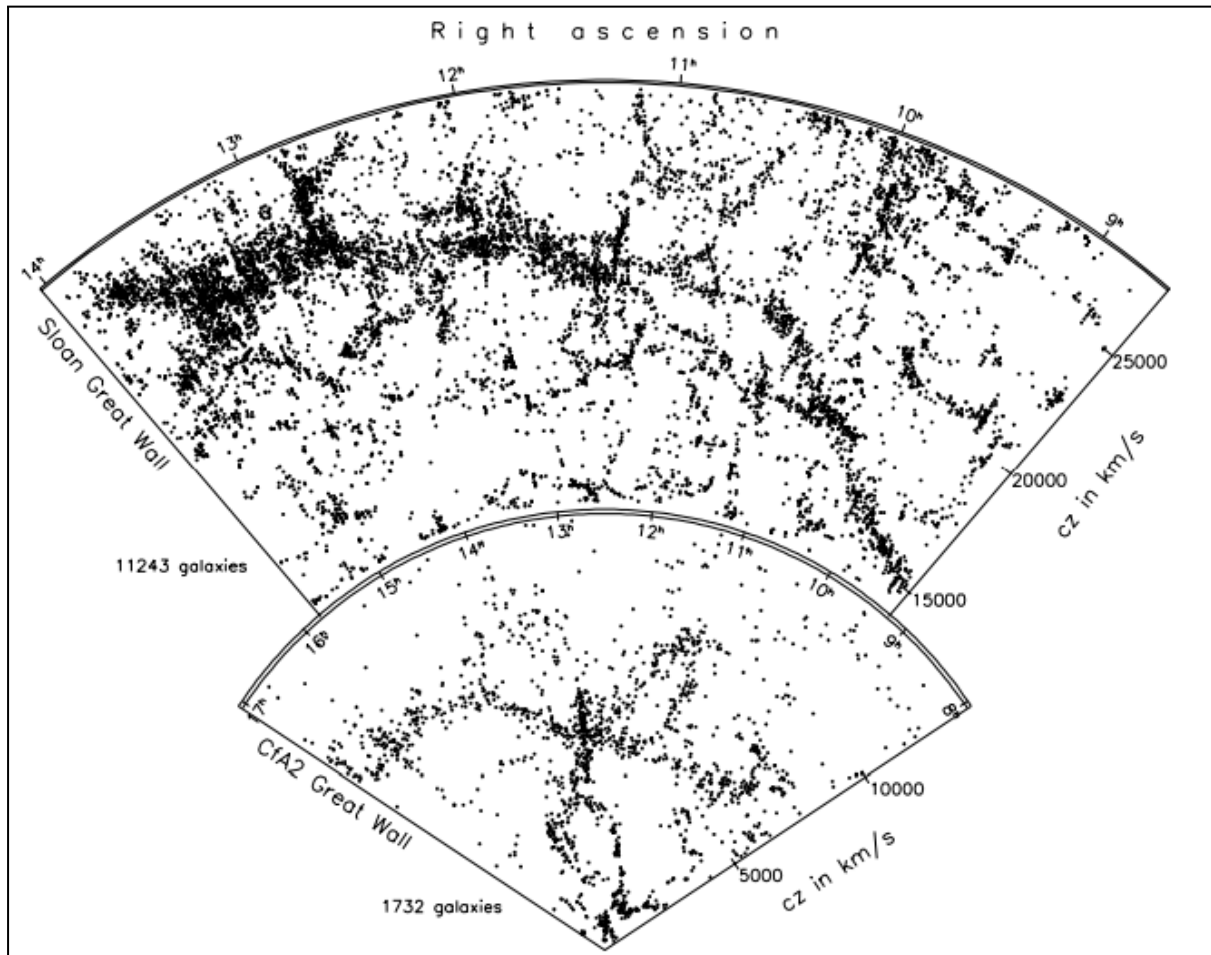 Right ascension
11ʰ
12ʰ
10ʰ
13ʰ
9ʰ
14ʰ
Sloan Great Wall
25000
20000
cz in km/s
15000
11243 galaxies
13ʰ
12ʰ
14ʰ
11ʰ
15ʰ
10ʰ
16ʰ
9ʰ
8ʰ
CfA2 Great Wall
10000
5000
cz in km/s
1732 galaxies